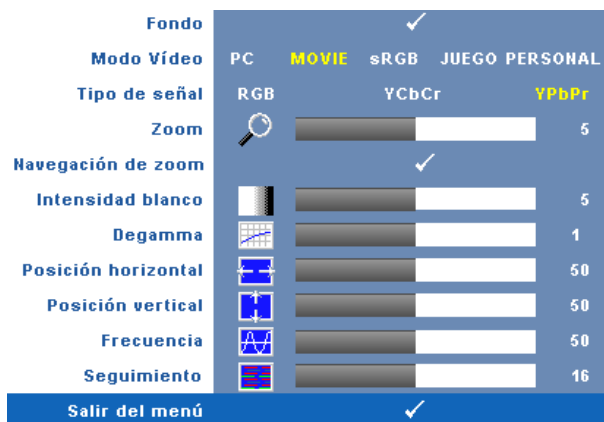 Fondo
Modo Vídeo PC MOVIE sRGB JUEGO PERSONAL
Tipo de señal RGB YCbCr YPbPr
Zoom 5
Navegación de zoom
Intensidad blanco 5
Degamma 1
Posición horizontal 50
Posición vertical 50
Frecuencia 50
Seguimiento 16
Salir del menú